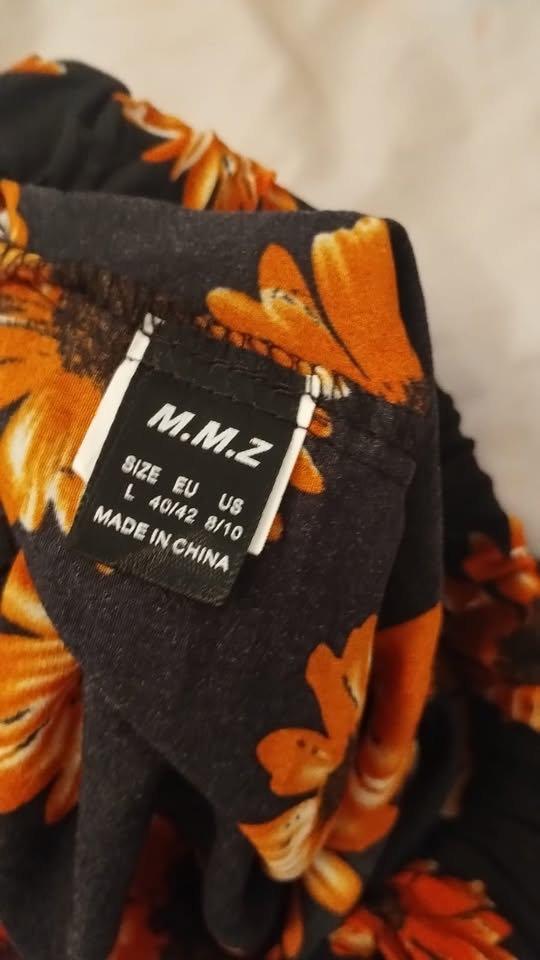 M.M.Z
SIZE EU US
L 40/42 8/10
MADE IN CHINA